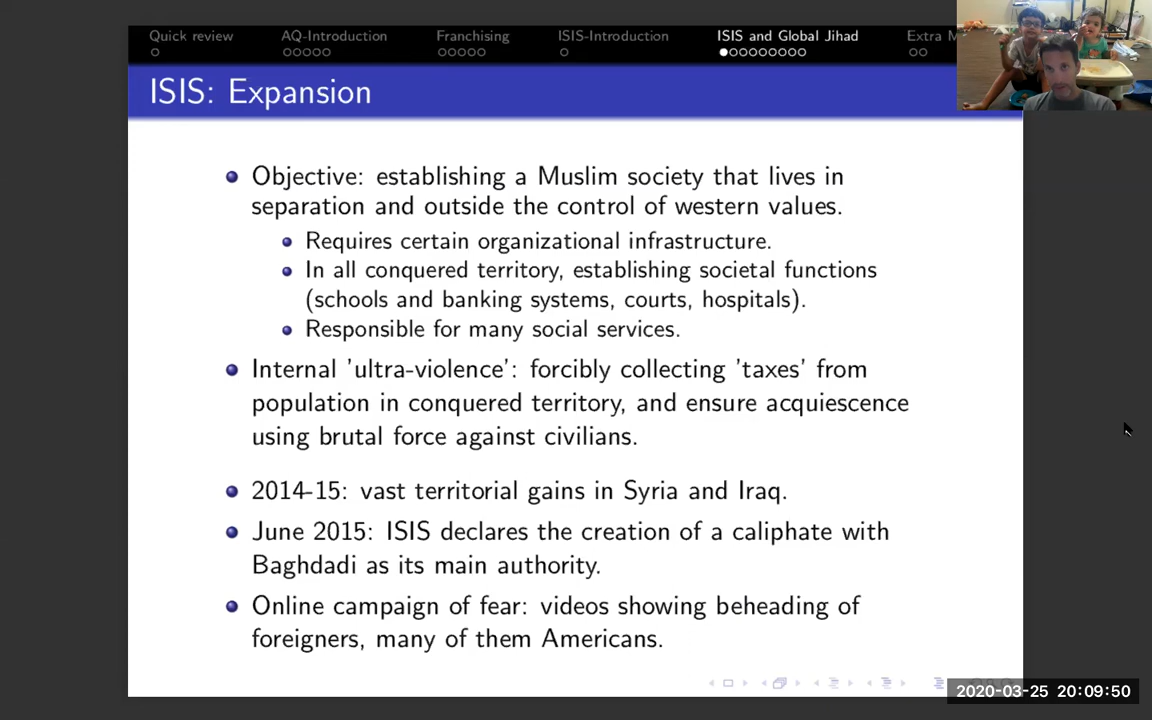 Quick review AQ-Introduction Franchising ISIS-Introduction ISIS and Global Jihad Extra M
ISIS: Expansion
Objective: establishing a Muslim society that lives in
separation and outside the control of western values.
Requires certain organizational infrastructure.
In all conquered territory, establishing societal functions
(schools and banking systems, courts, hospitals).
Responsible for many social services.
Internal 'ultra-violence': forcibly collecting 'taxes' from
population in conquered territory, and ensure acquiescence
using brutal force against civilians.
2014-15: vast territorial gains in Syria and Iraq.
June 2015: ISIS declares the creation of a caliphate with
Baghdadi as its main authority.
Online campaign of fear: videos showing beheading of
foreigners, many of them Americans.
2020-03-25 20:09:50